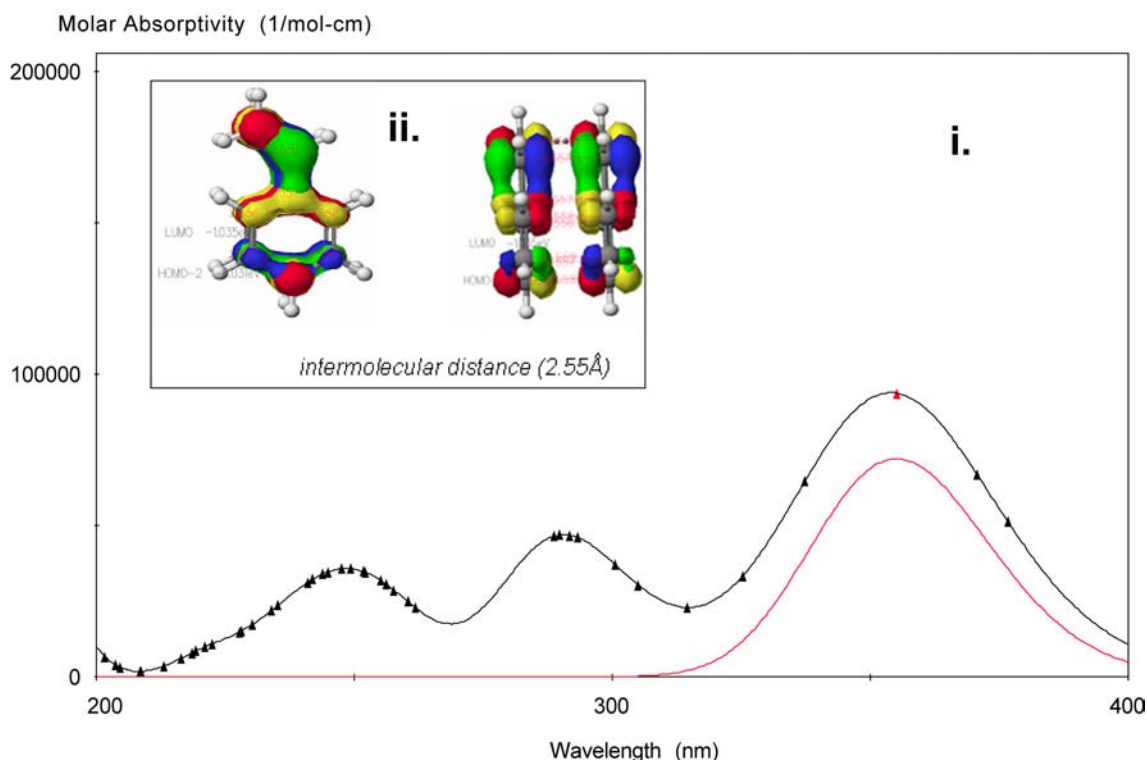 Molar Absorptivity (1/mol-cm)
200000
ii.
i.
LUMO
HOMO-2
LUMO
HOMO
intermolecular distance (2.55Å)
100000
0
200
300
400
Wavelength (nm)